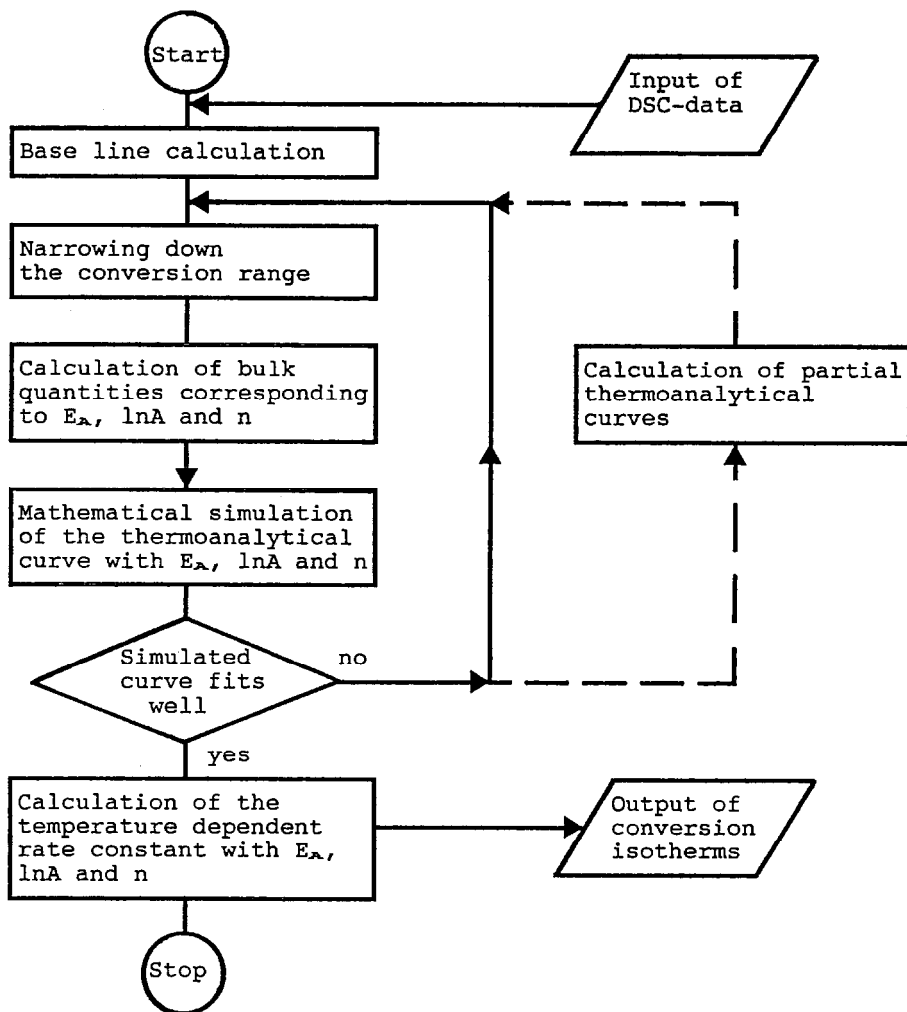 Start
Input of
DSC-data
Base line calculation
Narrowing down
the conversion range
Calculation of bulk
quantities corresponding
to EA, lnA and n
Calculation of partial
thermoanalytical
curves
Mathematical simulation
of the thermoanalytical
curve with EA, lnA and n
Simulated
curve fits
well
no
yes
Calculation of the
temperature dependent
rate constant with EA,
lnA and n
Output of
conversion
isotherms
Stop